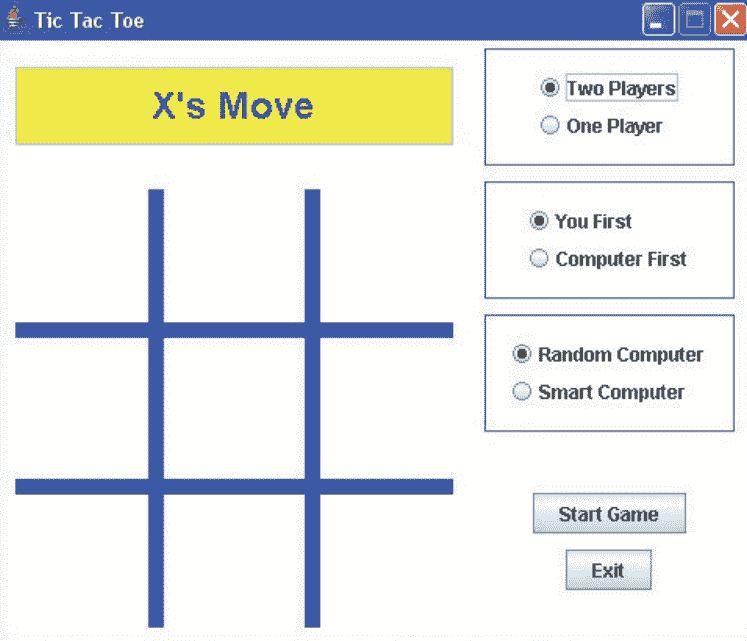 Tic Tac Toe
X's Move
Two Players
One Player
You First
Computer First
Random Computer
Smart Computer
Start Game
Exit